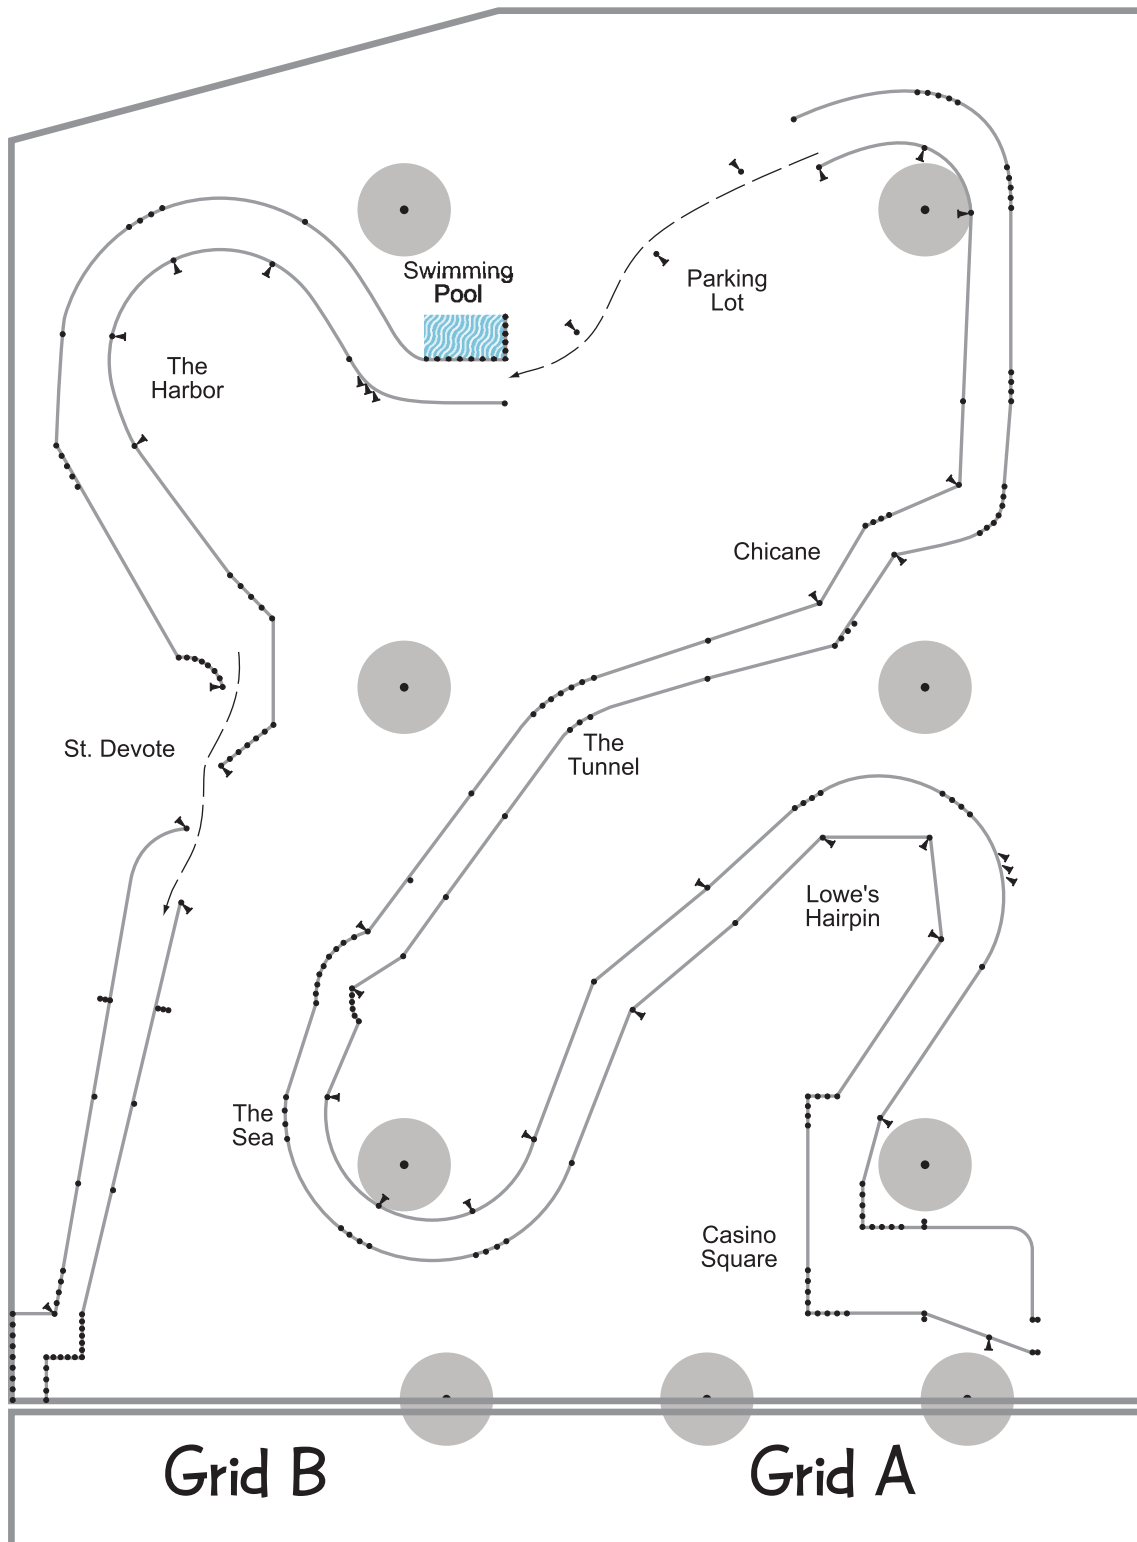 Swimming
Pool
Parking
Lot
The
Harbor
Chicane
St. Devote
The
Tunnel
Lowe's
Hairpin
The
Sea
Casino
Square
Grid B
Grid A